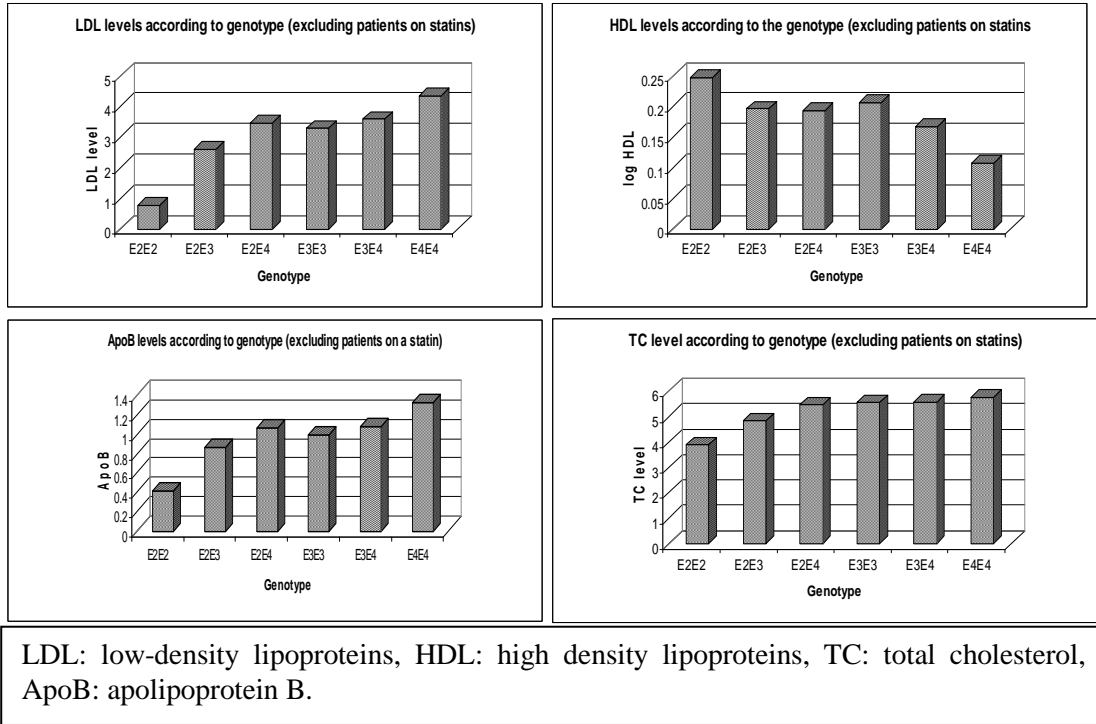 LDL levels according to genotype (excluding patients on statins)
5
4
3
2
1
0
LDL level
E2E2 E2E3 E2E4 E3E3 E3E4 E4E4
Genotype
HDL levels according to the genotype (excluding patients on statins
0.25
0.2
0.15
0.1
0.05
0
log HDL
E2E2 E2E3 E2E4 E3E3 E3E4 E4E4
Genotype
ApoB levels according to genotype (excluding patients on a statin)
1.4
1.2
1
0.8
0.6
0.4
0.2
0
ApoB
E2E2 E2E3 E2E4 E3E3 E3E4 E4E4
Genotype
TC level according to genotype (excluding patients on statins)
6
5
4
3
2
1
0
TC level
E2E2 E2E3 E2E4 E3E3 E3E4 E4E4
Genotype
LDL: low-density lipoproteins, HDL: high density lipoproteins, TC: total cholesterol,
ApoB: apolipoprotein B.